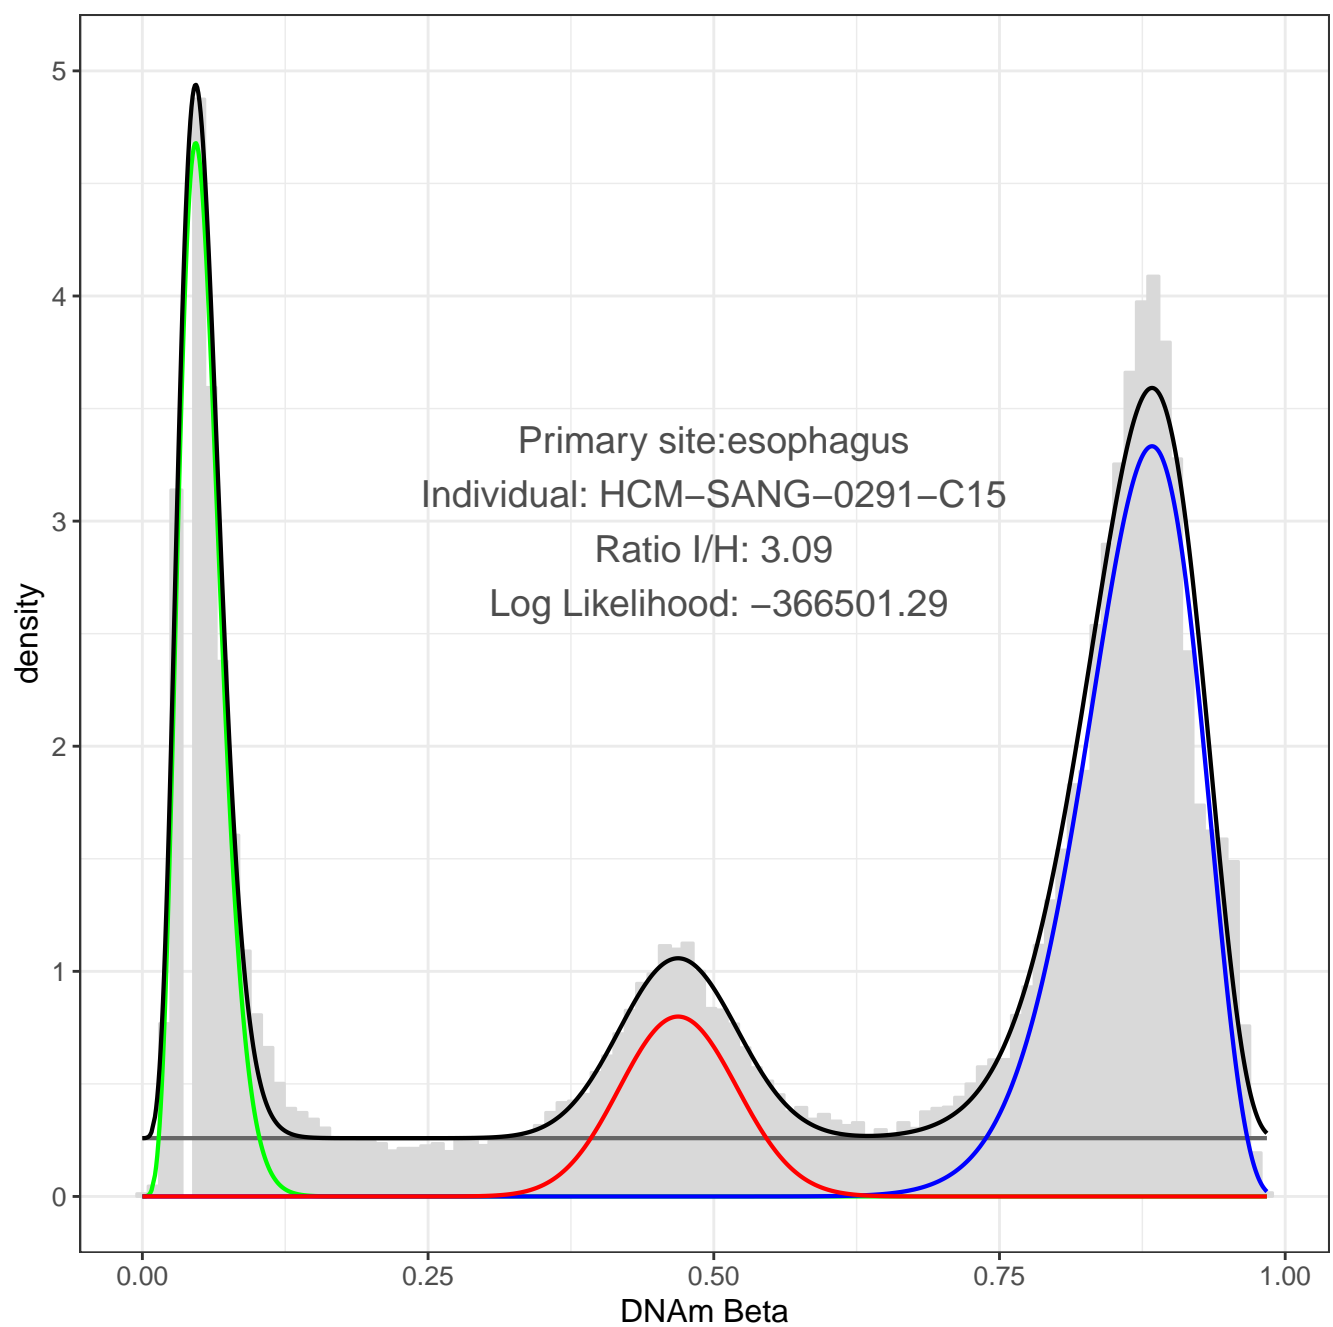 5
4
3
2
1
0
density
Primary site:esophagus
Individual: HCM−SANG−0291−C15
Ratio I/H: 3.09
Log Likelihood: −366501.29
0.00 0.25 0.50 0.75 1.00
DNAm Beta